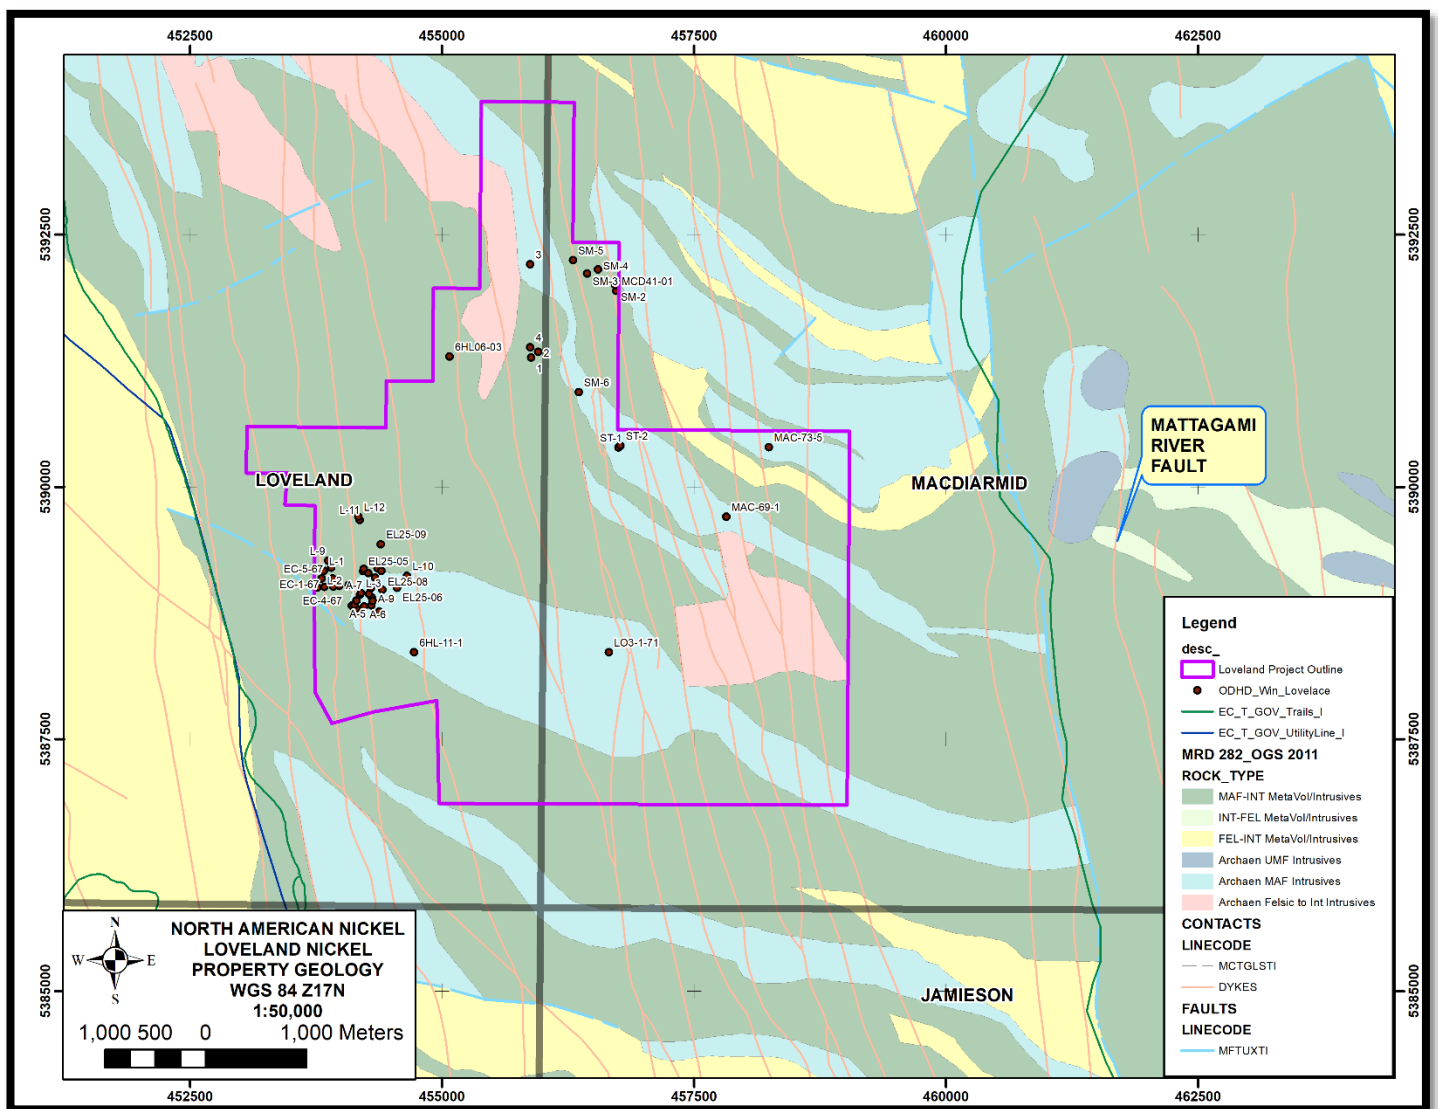 452500 455000 457500 460000 462500
5392500 5392500
3
SM-5
SM-4
SM-3 MCD41-01
SM-2
6HL06-03
4
2
1
SM-6
ST-1 ST-2
MAC-73-5
MATTAGAMI
RIVER
FAULT
5390000 5390000
LOVELAND
MACDIARMID
L-11 L-12
MAC-69-1
EL25-09
L-9
L-1
EC-5-67
EL25-05
L-10
EC-1-67
L-2
A-7
L-3
EL25-08
EC-4-67
A-9
EL25-06
A-5
A-6
6HL-11-1
LO3-1-71
5387500 5387500
Legend
desc_
Loveland Project Outline
ODHD_Win_Lovelace
EC_T_GOV_Trails_l
EC_T_GOV_UtilityLine_l
MRD 282_OGS 2011
ROCK_TYPE
MAF-INT MetaVol/Intrusives
INT-FEL MetaVol/Intrusives
FEL-INT MetaVol/Intrusives
Archaen UMF Intrusives
Archaen MAF Intrusives
Archaen Felsic to Int Intrusives
CONTACTS
LINECODE
MCTGLSTI
DYKES
FAULTS
LINECODE
MFTUXTI
N
W E
S
NORTH AMERICAN NICKEL
LOVELAND NICKEL
PROPERTY GEOLOGY
WGS 84 Z17N
1:50,000
1,000 500 0 1,000 Meters
5385000 5385000
JAMIESON
452500 455000 457500 460000 462500